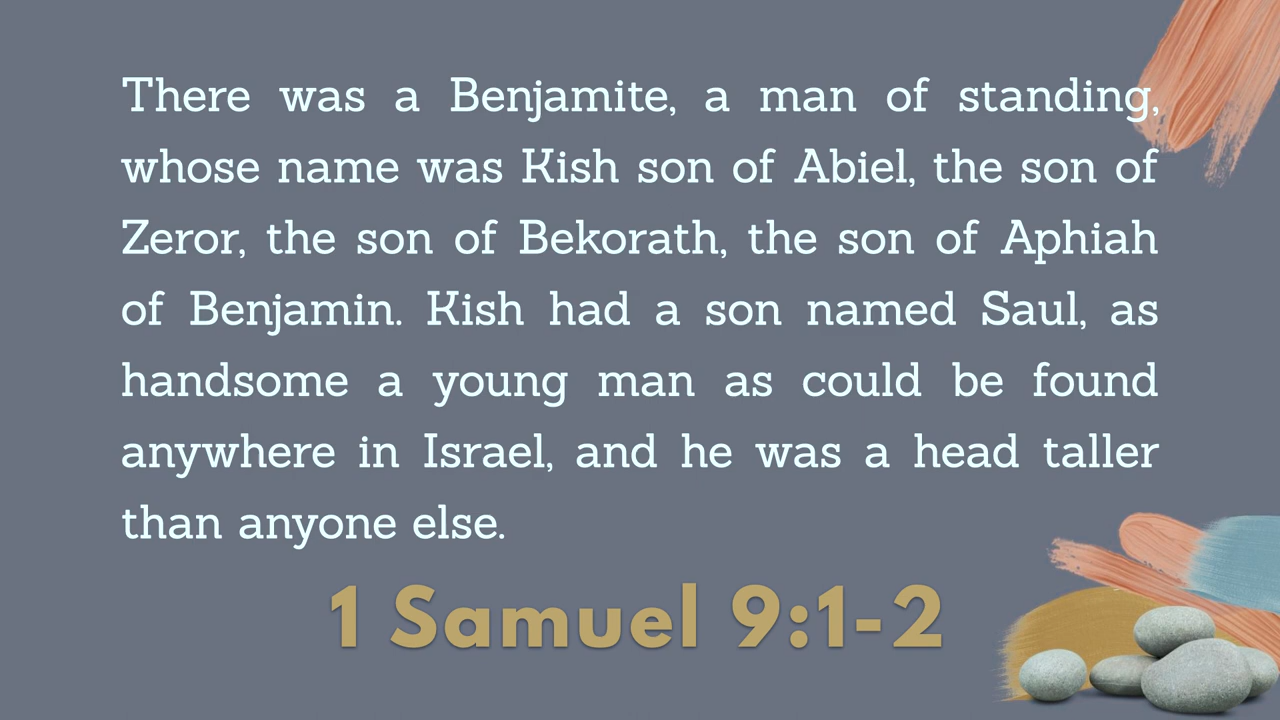 There was a Benjamite, a man of standing,
whose name was Kish son of Abiel, the son of
Zeror, the son of Bekorath, the son of Aphiah
of Benjamin. Kish had a son named Saul, as
handsome a young man as could be found
anywhere in Israel, and he was a head taller
than anyone else.
1 Samuel 9:1-2